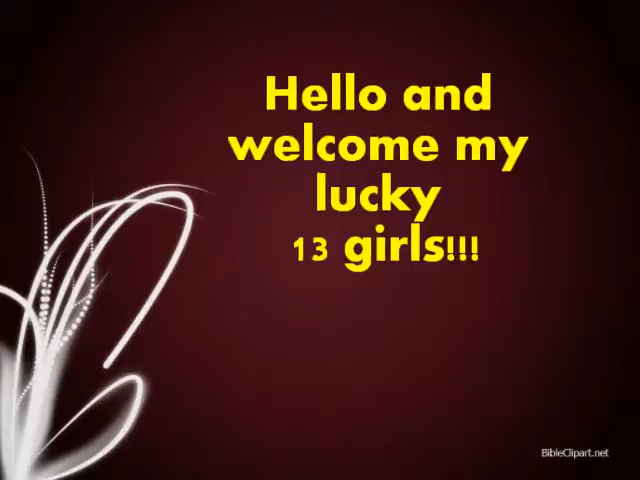 Hello and
welcome my
lucky
13 girls!!!
BibleClipart.net